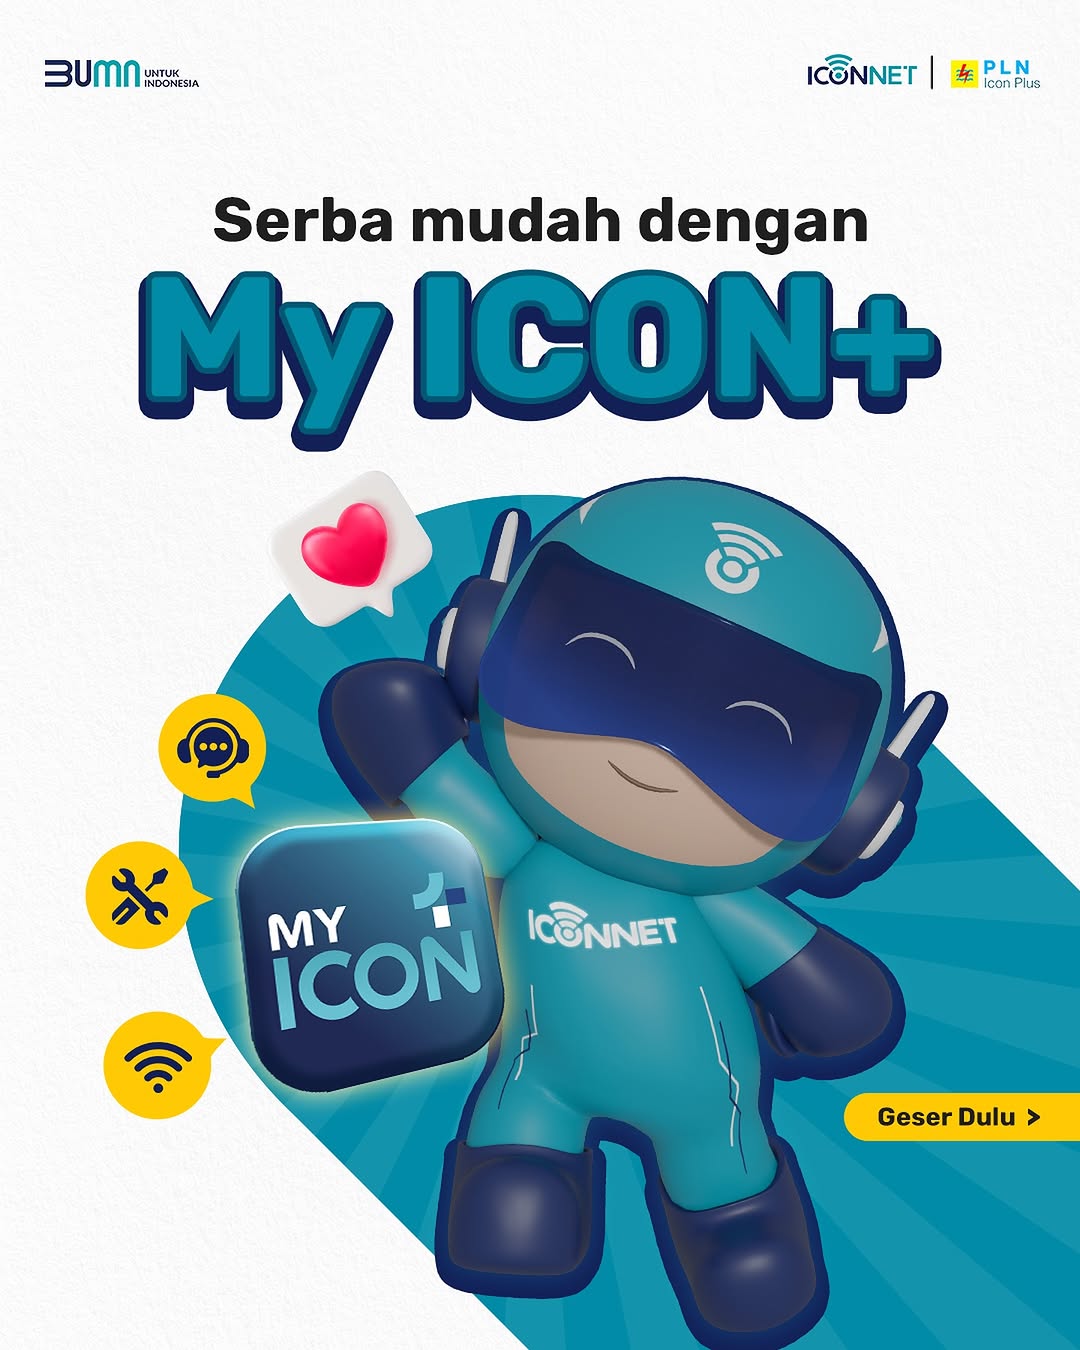 BUMN UNTUK
INDONESIA
ICONNET
PLN
Icon Plus
Serba mudah dengan
My ICON+
MY
ICON+
ICONNET
Geser Dulu >